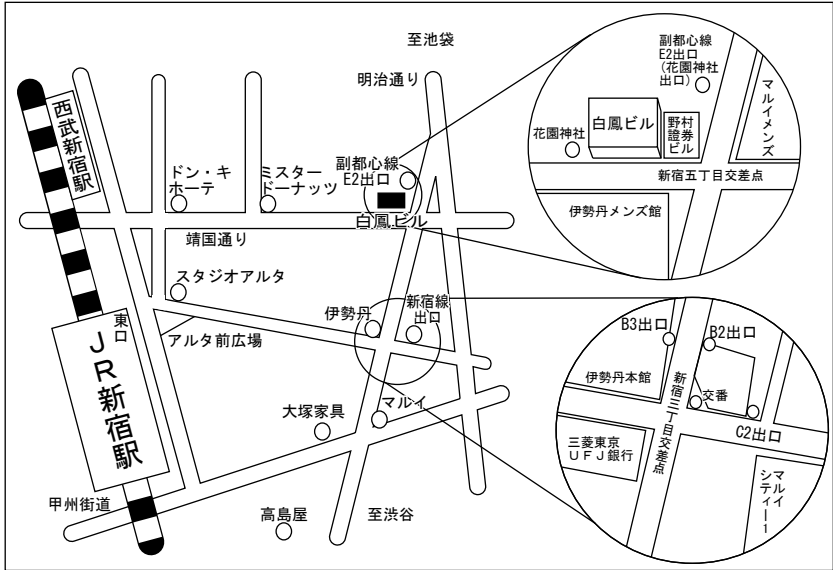 至池袋
明治通り
西武新宿駅
ドン・キ
ホーテ
ミスター
ドーナッツ
副都心線
E2出口
白鳳ビル
靖国通り
スタジオアルタ
東口
JR新宿駅
アルタ前広場
伊勢丹
新宿線
出口
大塚家具
マルイ
甲州街道
高島屋
至渋谷
副都心線
E2出口
(花園神社
出口)
マルイメンズ
花園神社
白鳳ビル
野村
證券
ビル
新宿五丁目交差点
伊勢丹メンズ館
B3出口
B2出口
伊勢丹本館
新宿三丁目交差点
交番
C2出口
三菱東京
UFJ銀行
マルイ
シティー1